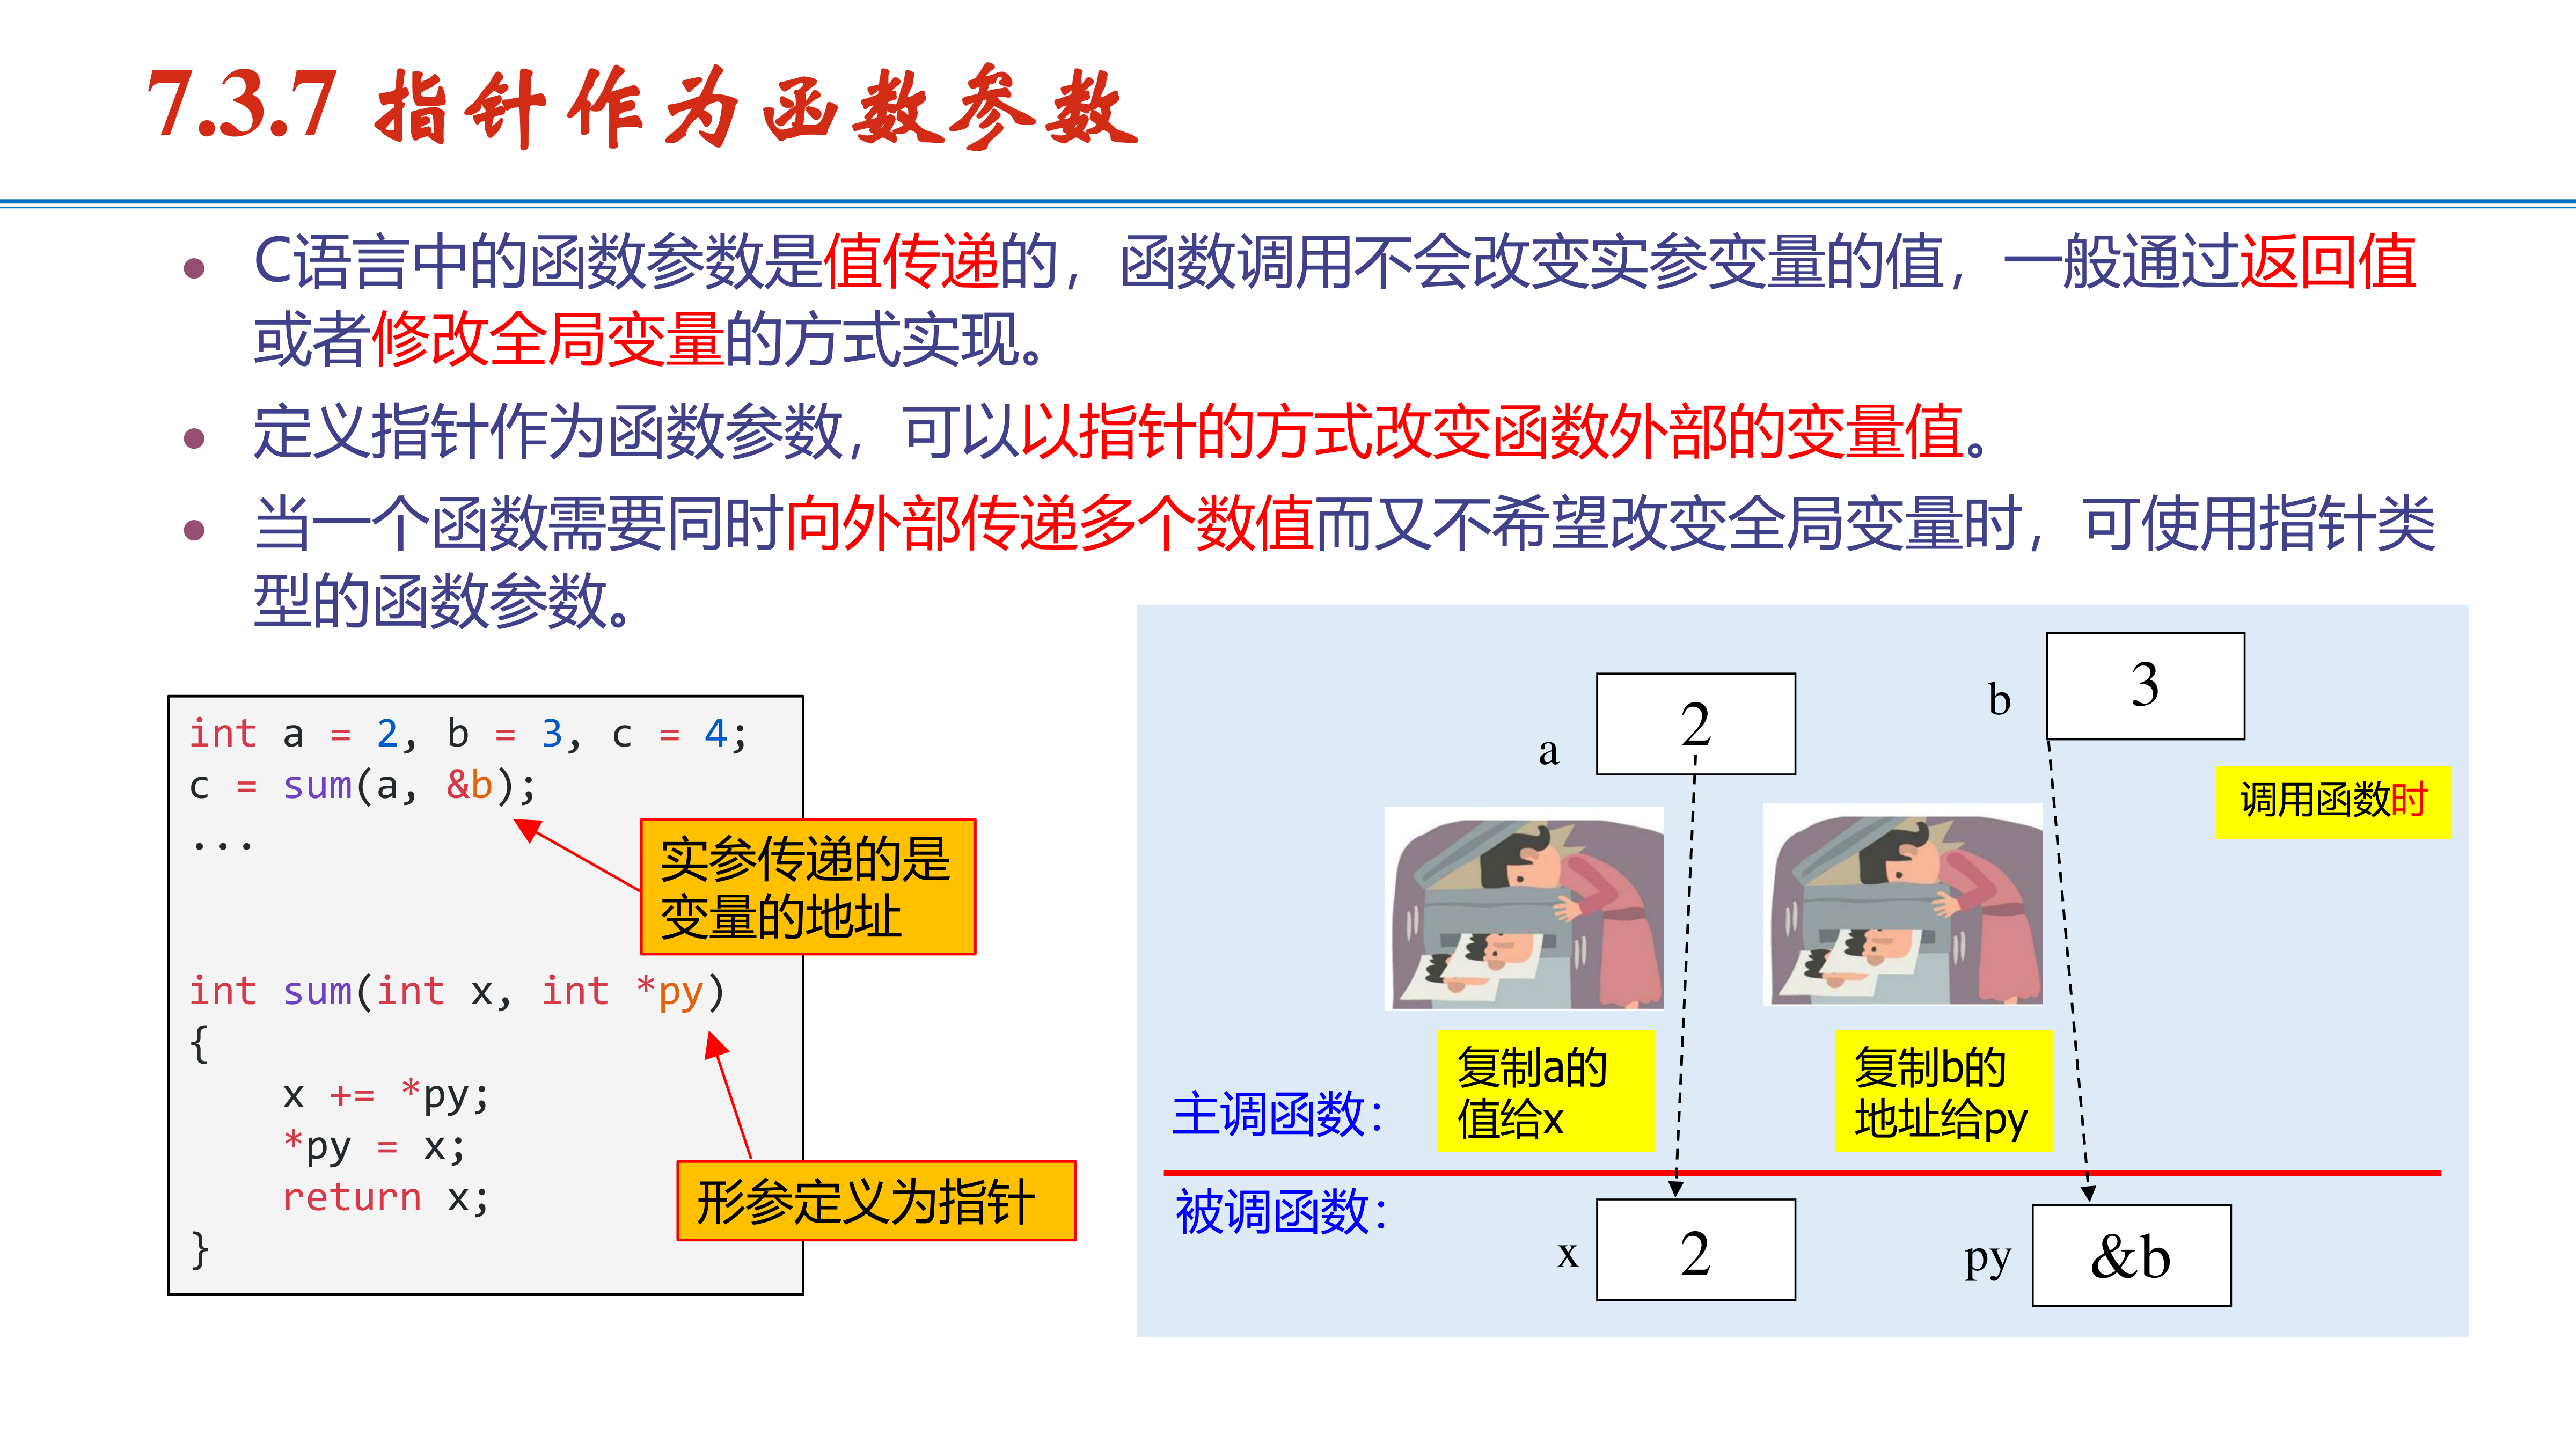 7.3.7 指针作为函数参数
● C语言中的函数参数是值传递的，函数调用不会改变实参变量的值，一般通过返回值
或者修改全局变量的方式实现。
● 定义指针作为函数参数，可以以指针的方式改变函数外部的变量值。
● 当一个函数需要同时向外部传递多个数值而又不希望改变全局变量时，可使用指针类
型的函数参数。
int a = 2, b = 3, c = 4;
c = sum(a, &b);
...
实参传递的是
变量的地址
int sum(int x, int *py)
{
    x += *py;
    *py = x;
    return x;
}
形参定义为指针
a
2
b
3
调用函数时
复制a的
值给x
复制b的
地址给py
主调函数：
被调函数：
x
2
py
&b